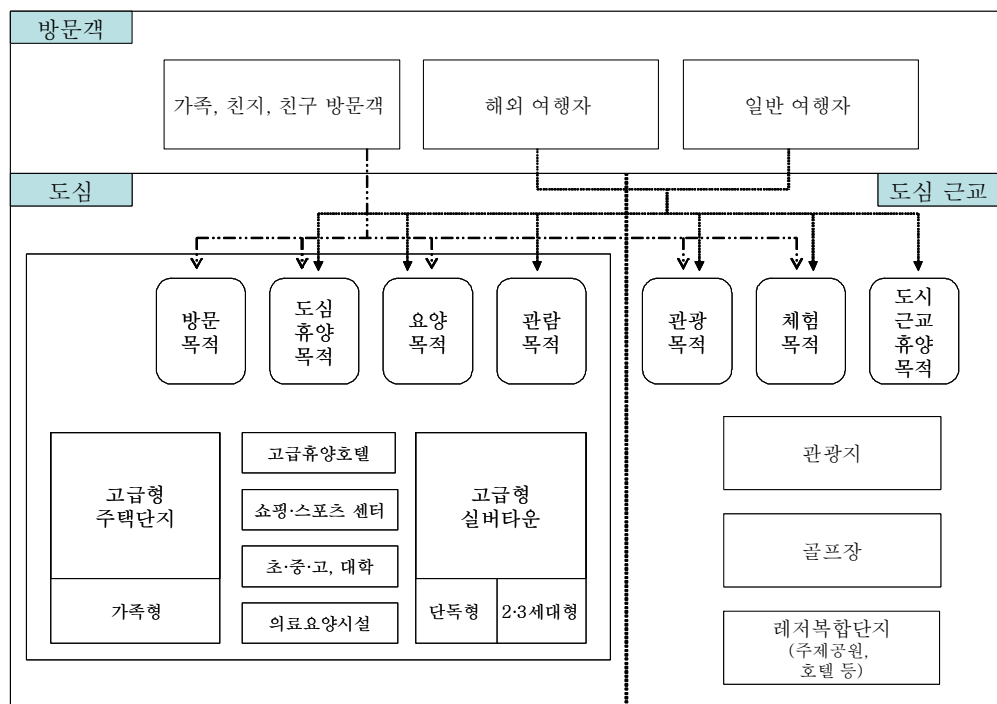 방문객
가족, 친지, 친구 방문객
해외 여행자
일반 여행자
도심
도심 근교
방문
목적
도심
휴양
목적
요양
목적
관람
목적
관광
목적
체험
목적
도시
근교
휴양
목적
고급형
주택단지
가족형
고급휴양호텔
쇼핑·스포츠 센터
초·중·고, 대학
의료요양시설
고급형
실버타운
단독형
2·3세대형
관광지
골프장
레저복합단지
(주제공원,
호텔 등)